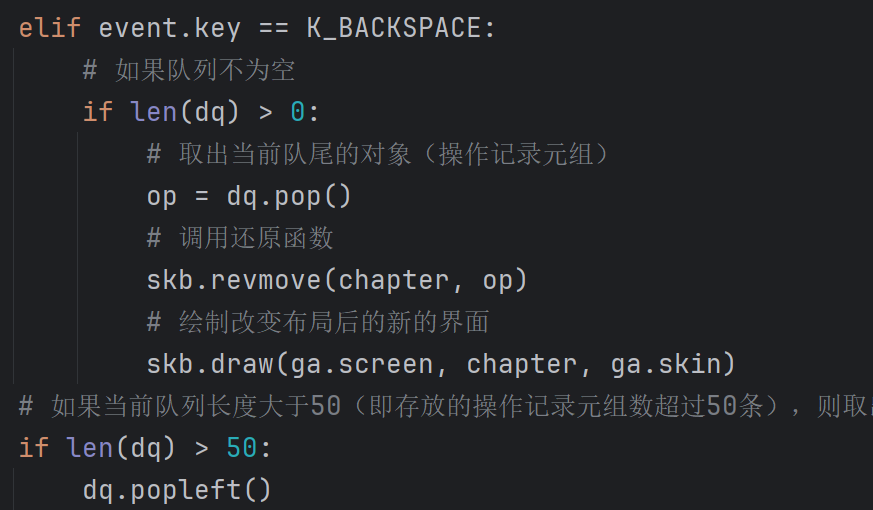 elif event.key == K_BACKSPACE:
# 如果队列不为空
if len(dq) > 0:
# 取出当前队尾的对象（操作记录元组）
op = dq.pop()
# 调用还原函数
skb.revmove(chapter, op)
# 绘制改变布局后的新的界面
skb.draw(ga.screen, chapter, ga.skin)
# 如果当前队列长度大于50（即存放的操作记录元组数超过50条），则取
if len(dq) > 50:
dq.popleft()